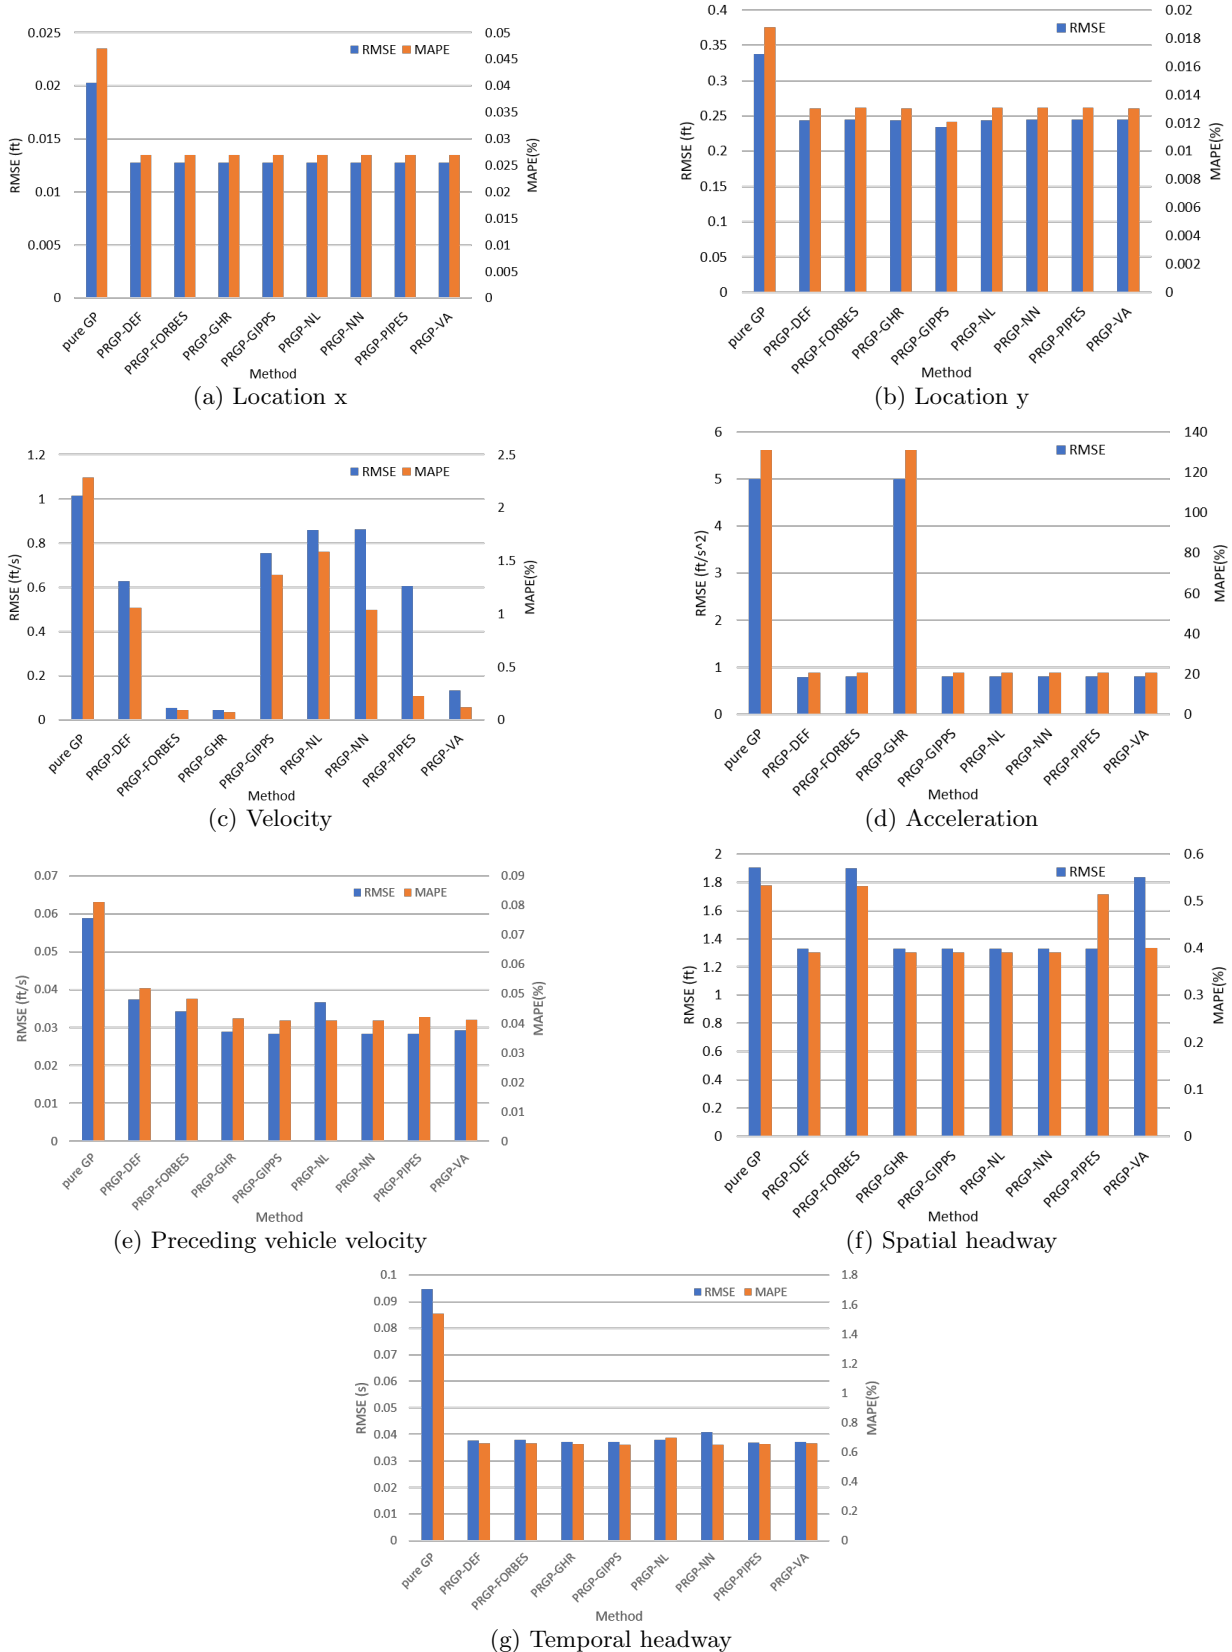 0.025
0.02
0.015
0.01
0.005
0
RMSE (ft)
RMSE MAPE
0.05
0.045
0.04
0.035
0.03
0.025
0.02
0.015
0.01
0.005
0
MAPE(%)
pure GP
PRGP-DEF
PRGP-FORBES
PRGP-GHR
PRGP-GIPPS
PRGP-NL
PRGP-NN
PRGP-PIPES
PRGP-VA
Method
(a) Location x
0.4
0.35
0.3
0.25
0.2
0.15
0.1
0.05
0
RMSE (ft)
RMSE
0.02
0.018
0.016
0.014
0.012
0.01
0.008
0.006
0.004
0.002
0
MAPE(%)
pure GP
PRGP-DEF
PRGP-FORBES
PRGP-GHR
PRGP-GIPPS
PRGP-NL
PRGP-NN
PRGP-PIPES
PRGP-VA
Method
(b) Location y
1.2
1
0.8
0.6
0.4
0.2
0
RMSE (ft/s)
RMSE MAPE
2.5
2
1.5
1
0.5
0
MAPE(%)
pure GP
PRGP-DEF
PRGP-FORBES
PRGP-GHR
PRGP-GIPPS
PRGP-NL
PRGP-NN
PRGP-PIPES
PRGP-VA
Method
(c) Velocity
6
5
4
3
2
1
0
RMSE (ft/s^2)
RMSE
140
120
100
80
60
40
20
0
MAPE(%)
pure GP
PRGP-DEF
PRGP-FORBES
PRGP-GHR
PRGP-GIPPS
PRGP-NL
PRGP-NN
PRGP-PIPES
PRGP-VA
Method
(d) Acceleration
0.07
0.06
0.05
0.04
0.03
0.02
0.01
0
RMSE (ft/s)
RMSE MAPE
0.09
0.08
0.07
0.06
0.05
0.04
0.03
0.02
0.01
0
MAPE(%)
pure GP
PRGP-DEF
PRGP-FORBES
PRGP-GHR
PRGP-GIPPS
PRGP-NL
PRGP-NN
PRGP-PIPES
PRGP-VA
Method
(e) Preceding vehicle velocity
2
1.8
1.6
1.4
1.2
1
0.8
0.6
0.4
0.2
0
RMSE (ft)
RMSE
0.6
0.5
0.4
0.3
0.2
0.1
0
MAPE(%)
pure GP
PRGP-DEF
PRGP-FORBES
PRGP-GHR
PRGP-GIPPS
PRGP-NL
PRGP-NN
PRGP-PIPES
PRGP-VA
Method
(f) Spatial headway
0.1
0.09
0.08
0.07
0.06
0.05
0.04
0.03
0.02
0.01
0
RMSE (s)
RMSE MAPE
1.8
1.6
1.4
1.2
1
0.8
0.6
0.4
0.2
0
MAPE(%)
pure GP
PRGP-DEF
PRGP-FORBES
PRGP-GHR
PRGP-GIPPS
PRGP-NL
PRGP-NN
PRGP-PIPES
PRGP-VA
Method
(g) Temporal headway